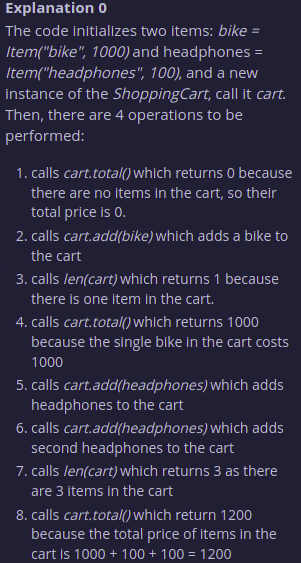 Explanation 0
The code initializes two items: bike =
Item("bike", 1000) and headphones =
Item("headphones", 100), and a new
instance of the ShoppingCart, call it cart.
Then, there are 4 operations to be
performed:
1. calls cart.total() which returns 0 because
there are no items in the cart, so their
total price is 0.
2. calls cart.add(bike) which adds a bike to
the cart
3. calls len(cart) which returns 1 because
there is one item in the cart.
4. calls cart.total() which returns 1000
because the single bike in the cart costs
1000
5. calls cart.add(headphones) which adds
headphones to the cart
6. calls cart.add(headphones) which adds
second headphones to the cart
7. calls len(cart) which returns 3 as there
are 3 items in the cart
8. calls cart.total() which return 1200
because the total price of items in the
cart is 1000 + 100 + 100 = 1200